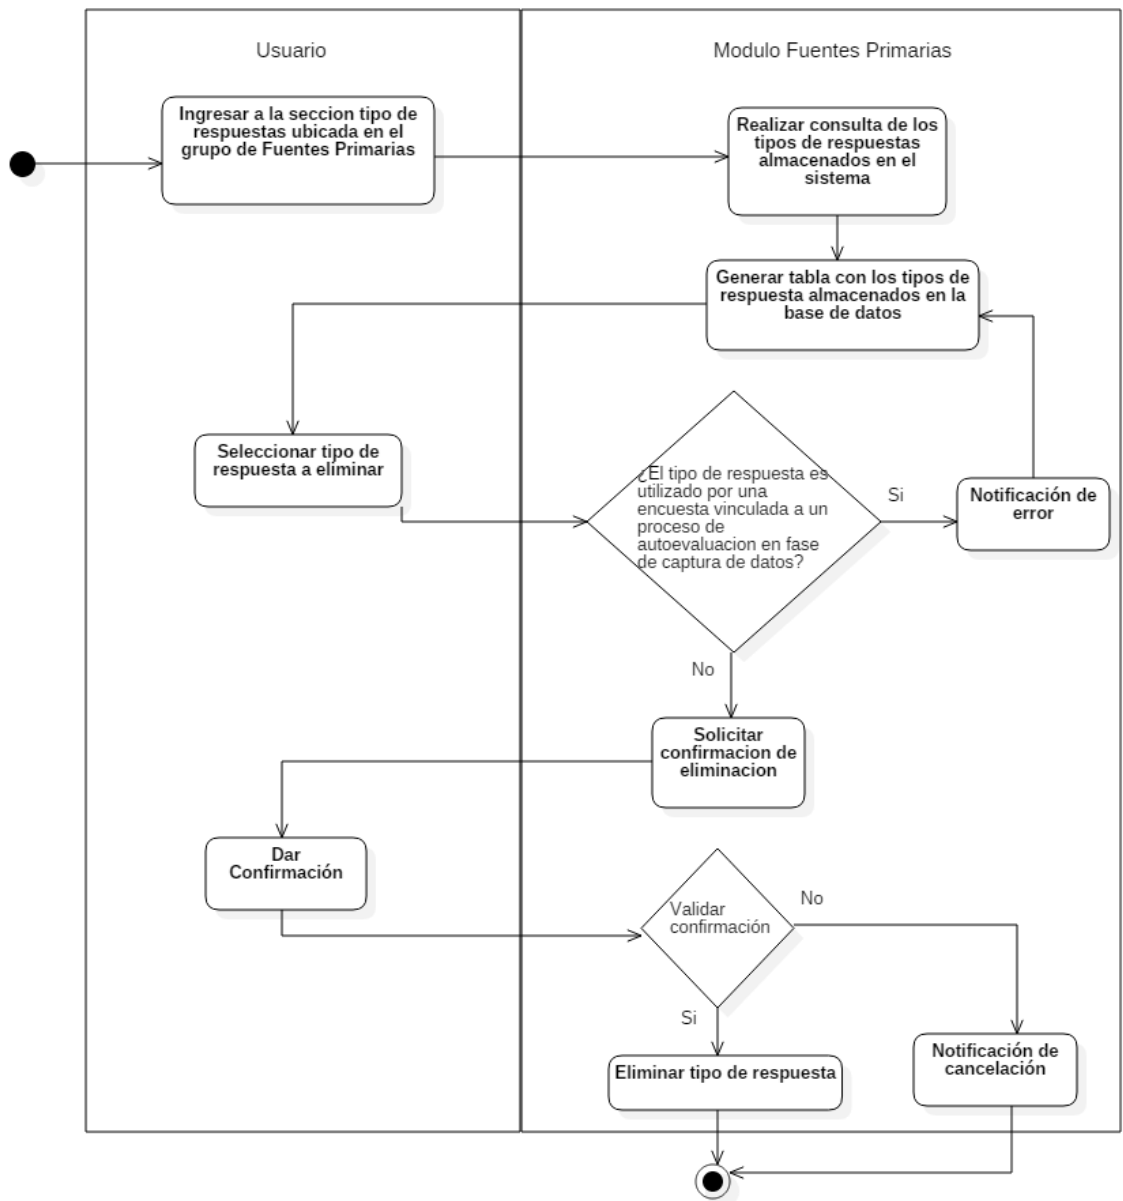 Usuario
Modulo Fuentes Primarias
Ingresar a la seccion tipo de
respuestas ubicada en el
grupo de Fuentes Primarias
Realizar consulta de los
tipos de respuestas
almacenados en el
sistema
Generar tabla con los tipos de
respuesta almacenados en la
base de datos
Seleccionar tipo de
respuesta a eliminar
¿El tipo de respuesta es
utilizado por una
encuesta vinculada a un
proceso de
autoevaluacion en fase
de captura de datos?
Si
Notificación de
error
No
Solicitar
confirmacion de
eliminacion
Dar
Confirmación
Validar
confirmación
No
Si
Eliminar tipo de respuesta
Notificación de
cancelación